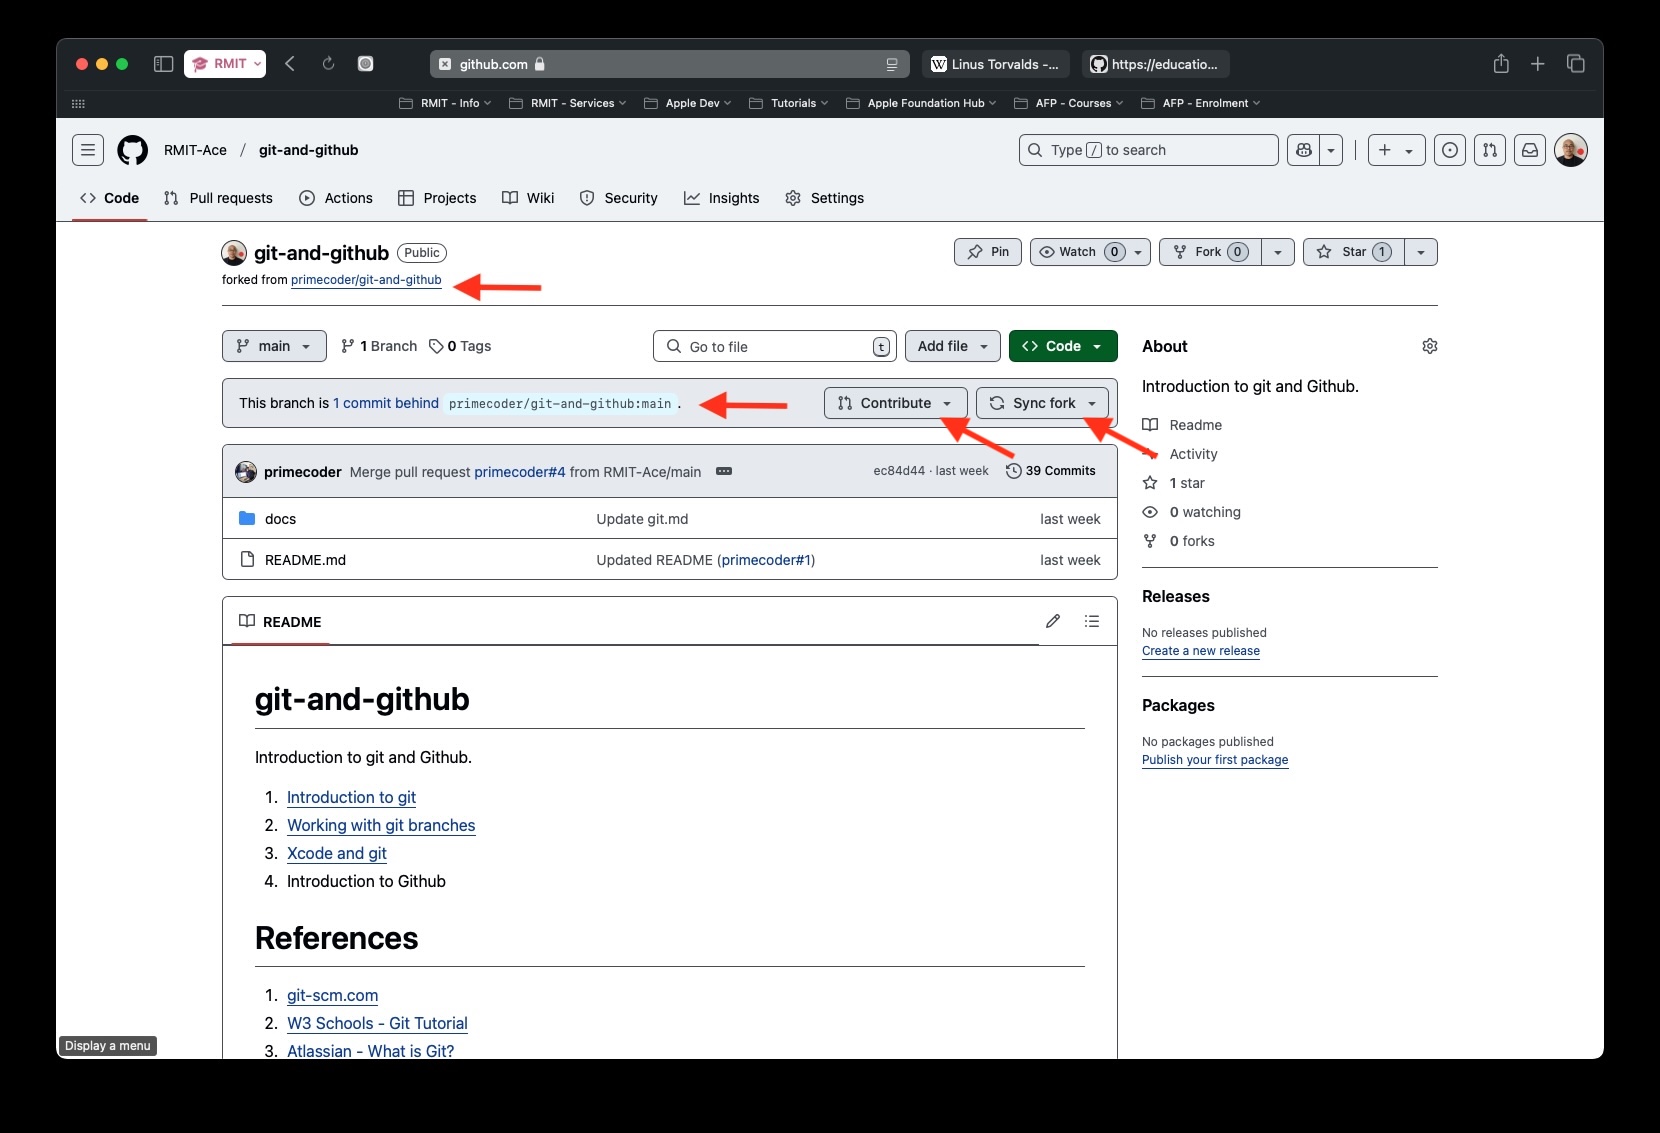 RMIT
github.com
Linus Torvalds -...
https://educatio...
RMIT - Info
RMIT - Services
Apple Dev
Tutorials
Apple Foundation Hub
AFP - Courses
AFP - Enrolment
RMIT-Ace / git-and-github
Type / to search
Code
Pull requests
Actions
Projects
Wiki
Security
Insights
Settings
git-and-github Public
forked from primecoder/git-and-github
Pin
Watch 0
Fork 0
Star 1
main
1 Branch
0 Tags
Go to file t
Add file
Code
This branch is 1 commit behind primecoder/git-and-github:main .
Contribute
Sync fork
primecoder Merge pull request primecoder#4 from RMIT-Ace/main
ec84d44 · last week
39 Commits
docs Update git.md last week
README.md Updated README (primecoder#1) last week
README
git-and-github
Introduction to git and Github.
1. Introduction to git
2. Working with git branches
3. Xcode and git
4. Introduction to Github
References
1. git-scm.com
2. W3 Schools - Git Tutorial
3. Atlassian - What is Git?
About
Introduction to git and Github.
Readme
Activity
1 star
0 watching
0 forks
Releases
No releases published
Create a new release
Packages
No packages published
Publish your first package
Display a menu